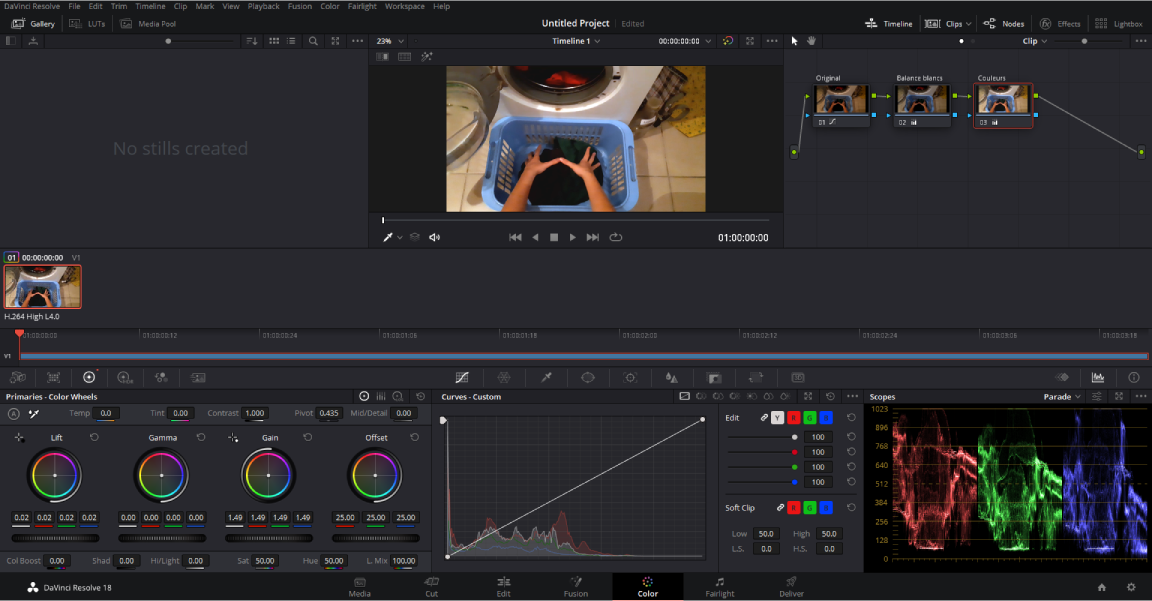 DaVinci Resolve File Edit Trim Timeline Clip Mark View Playback Fusion Color Fairlight Workspace Help
Gallery LUTs Media Pool Untitled Project Edited Timeline Clips Nodes Effects Lightbox
23% Timeline 1 00:00:00:00 Clip
No stills created
Original Balance blancs Couleurs
01 02 03
01:00:00:00
01 00:00:00:00 V1
H.264 High L4.0
01:00:00:00 01:00:00:12 01:00:00:24 01:00:01:06 01:00:01:18 01:00:02:00 01:00:02:12 01:00:02:24 01:00:03:06 01:00:03:18
V1
Primaries - Color Wheels Curves - Custom Scopes Parade
A Temp 0.0 Tint 0.00 Contrast 1.000 Pivot 0.435 Mid/Detail 0.00
Lift Gamma Gain Offset
0.02 0.02 0.02 0.02 0.00 0.00 0.00 0.00 1.49 1.49 1.49 1.49 25.00 25.00 25.00
Col Boost 0.00 Shad 0.00 Hi/Light 0.00 Sat 50.00 Hue 50.00 L. Mix 100.00
Edit Y R G B
100
100
100
100
Soft Clip R G B
Low 50.0 High 50.0
L.S. 0.0 H.S. 0.0
1023
896
768
640
512
384
256
128
0
DaVinci Resolve 18 Media Cut Edit Fusion Color Fairlight Deliver